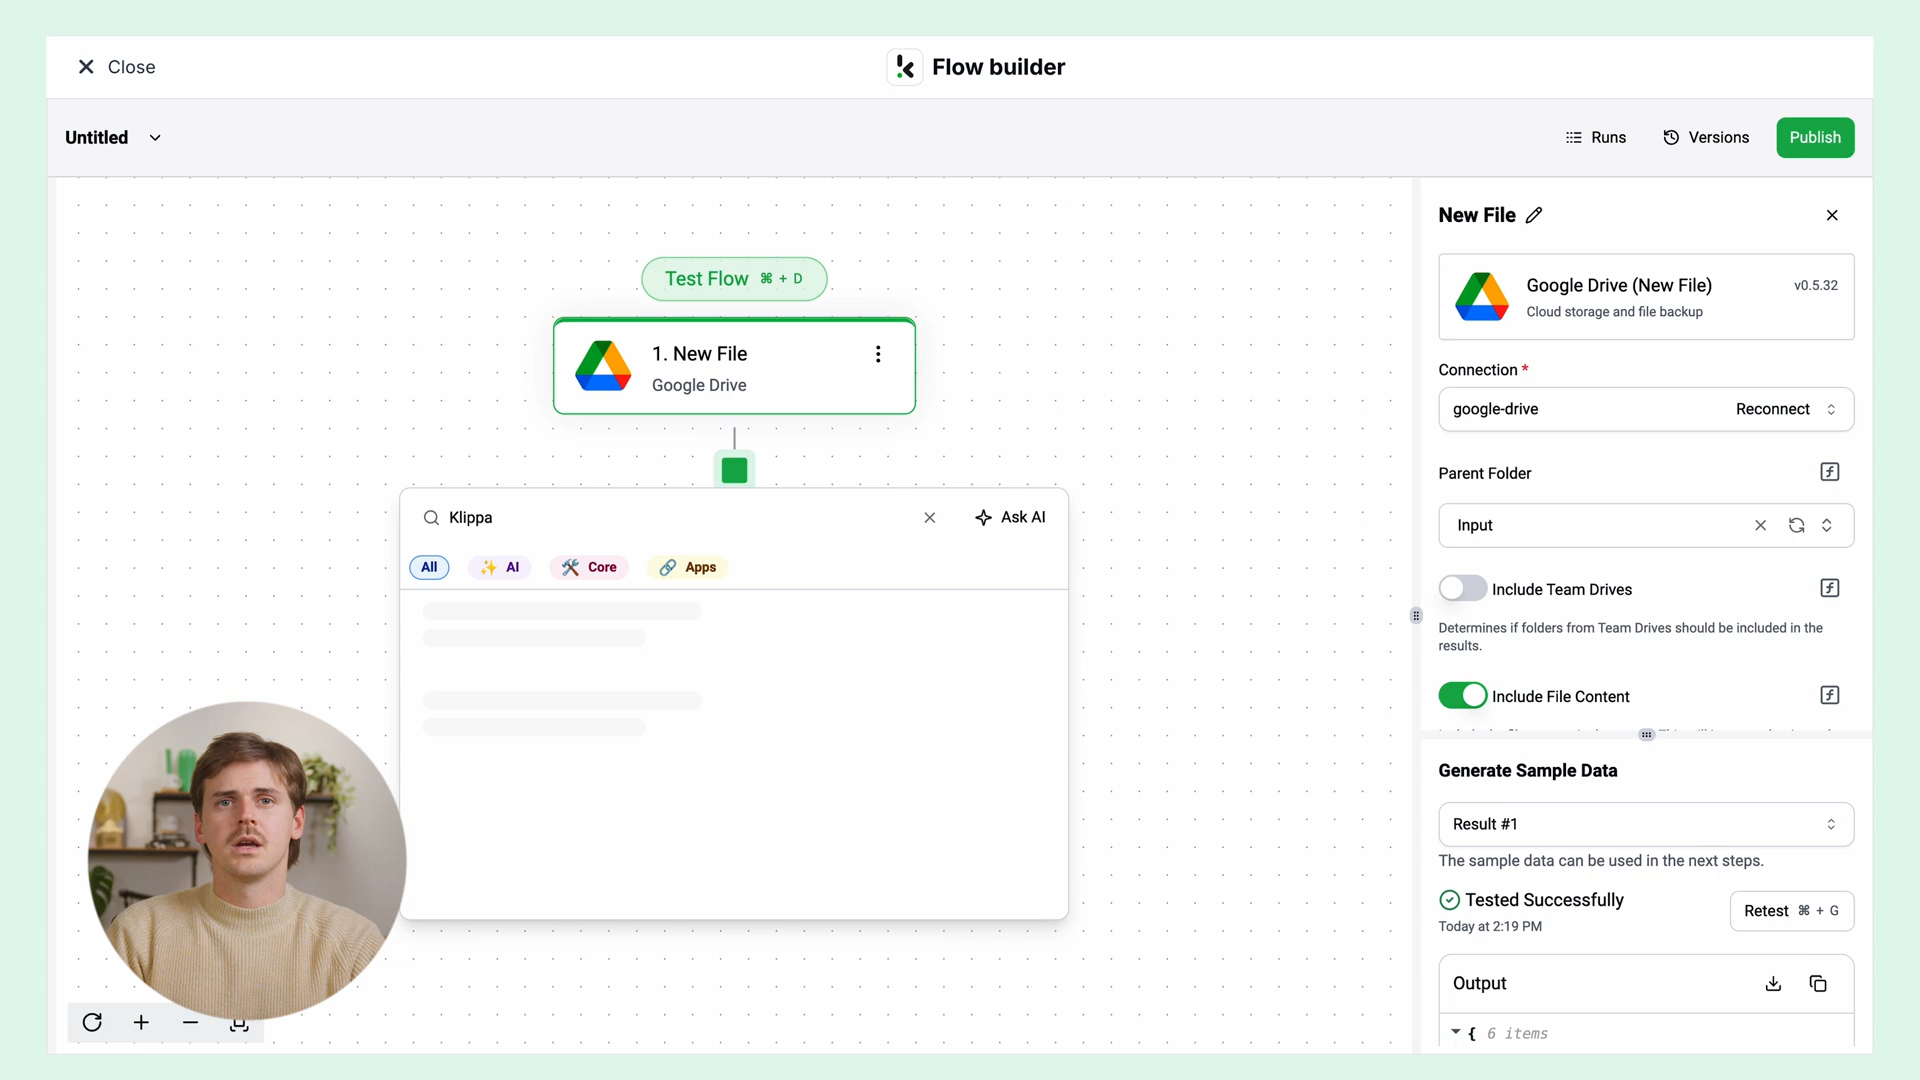 Close
Flow builder
Untitled
Runs
Versions
Publish
Test Flow ⌘ + D
1. New File
Google Drive
Klippa
Ask AI
All
AI
Core
Apps
New File
Google Drive (New File)
v0.5.32
Cloud storage and file backup
Connection *
google-drive
Reconnect
Parent Folder
Input
Include Team Drives
Determines if folders from Team Drives should be included in the
results.
Include File Content
Generate Sample Data
Result #1
The sample data can be used in the next steps.
Tested Successfully
Today at 2:19 PM
Retest ⌘ + G
Output
{ 6 items